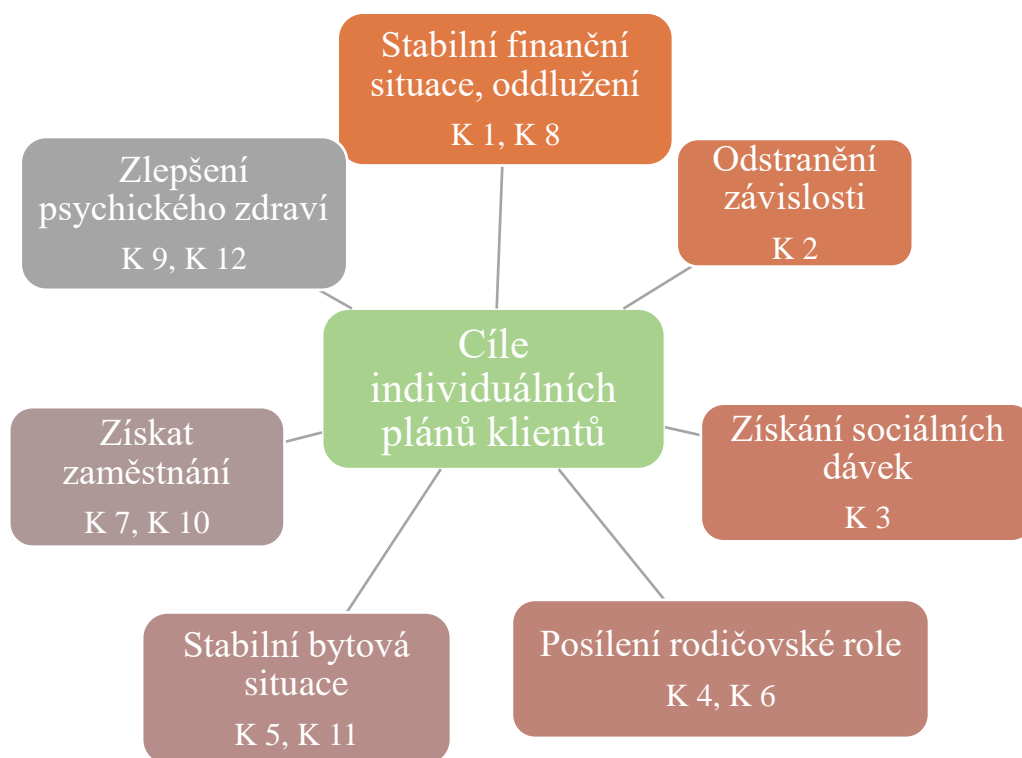 Stabilní finanční
situace, oddlužení
K 1, K 8
Zlepšení
psychického zdraví
K 9, K 12
Odstranění
závislosti
K 2
Cíle
individuálních
plánů klientů
Získat
zaměstnání
K 7, K 10
Získání sociálních
dávek
K 3
Stabilní bytová
situace
K 5, K 11
Posílení rodičovské role
K 4, K 6